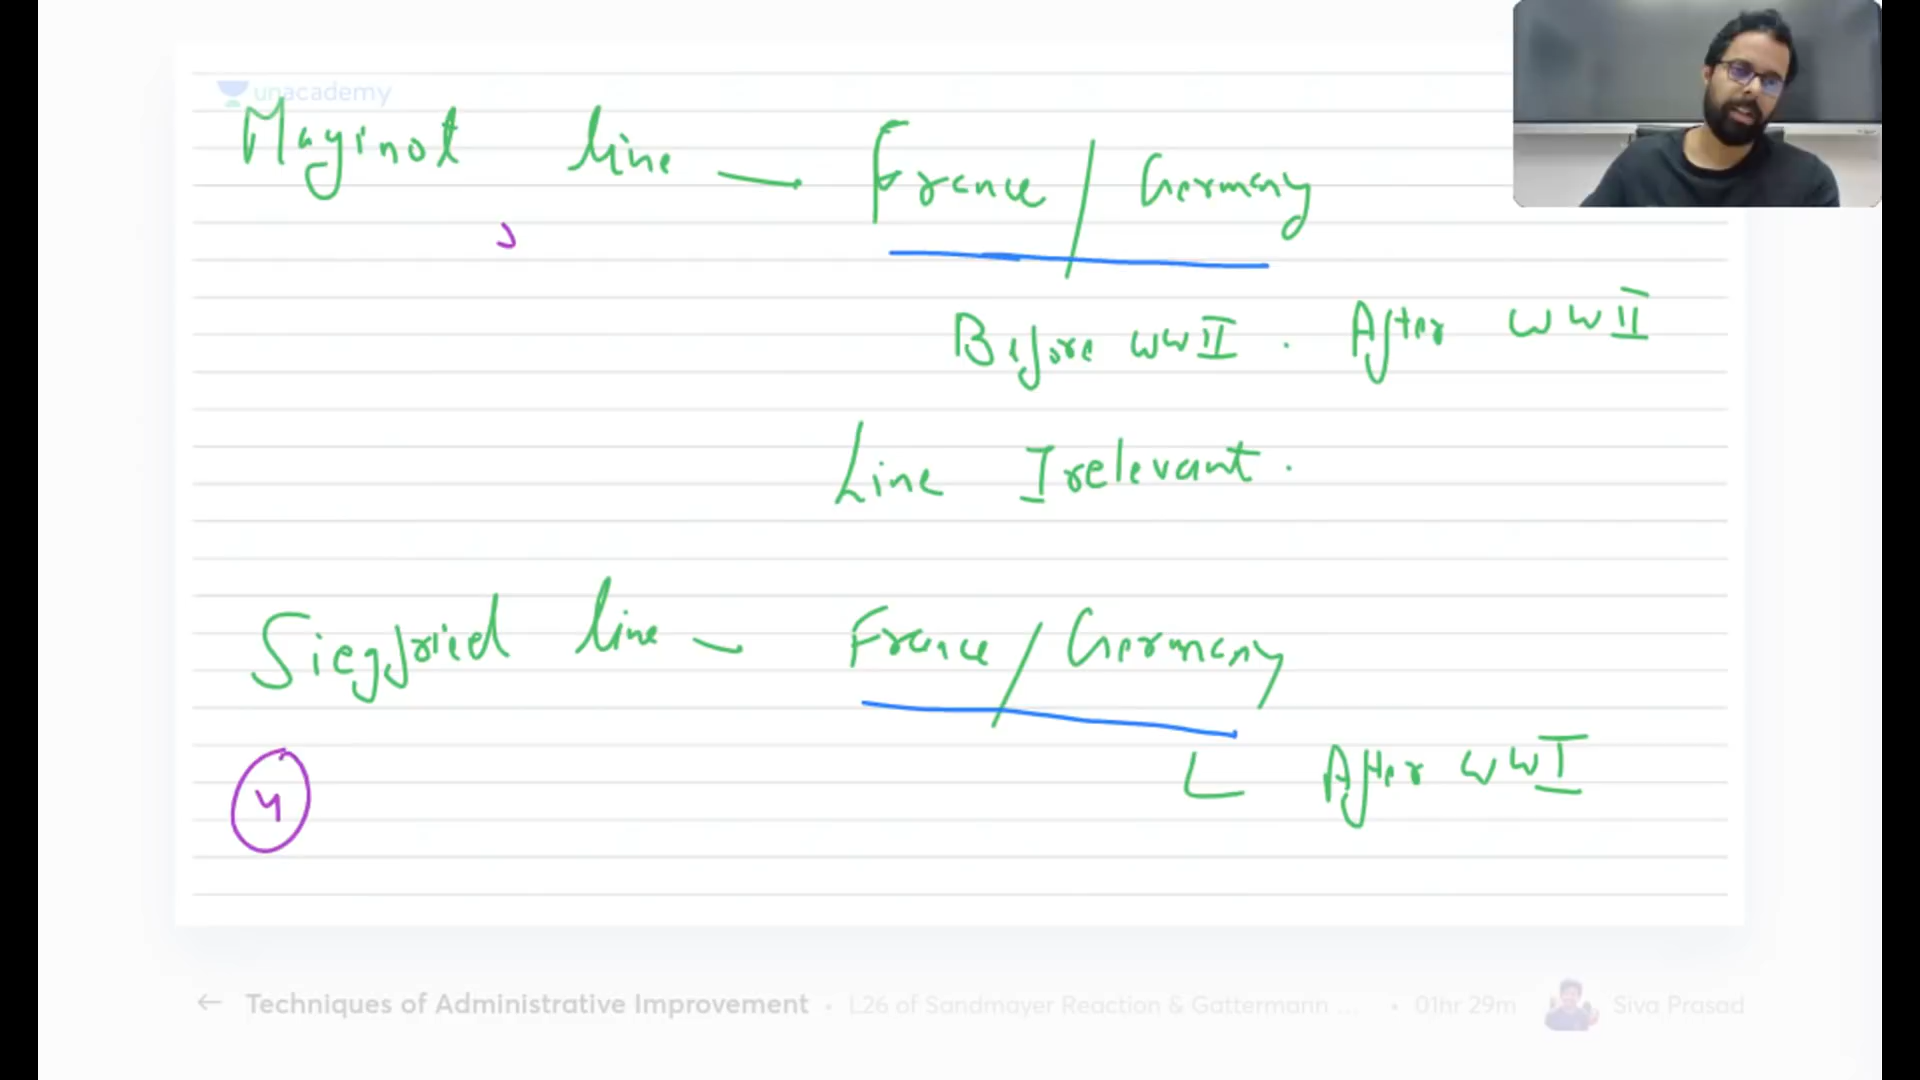 unacademy
Maginot line — France / Germany
Before WW II . After WW II
Line Irelevant .
Siegfried line — France / Germany
After WW I
4
← Techniques of Administrative Improvement • L26 of Sandmayer Reaction & Gattermann ... • 01hr 29m Siva Prasad